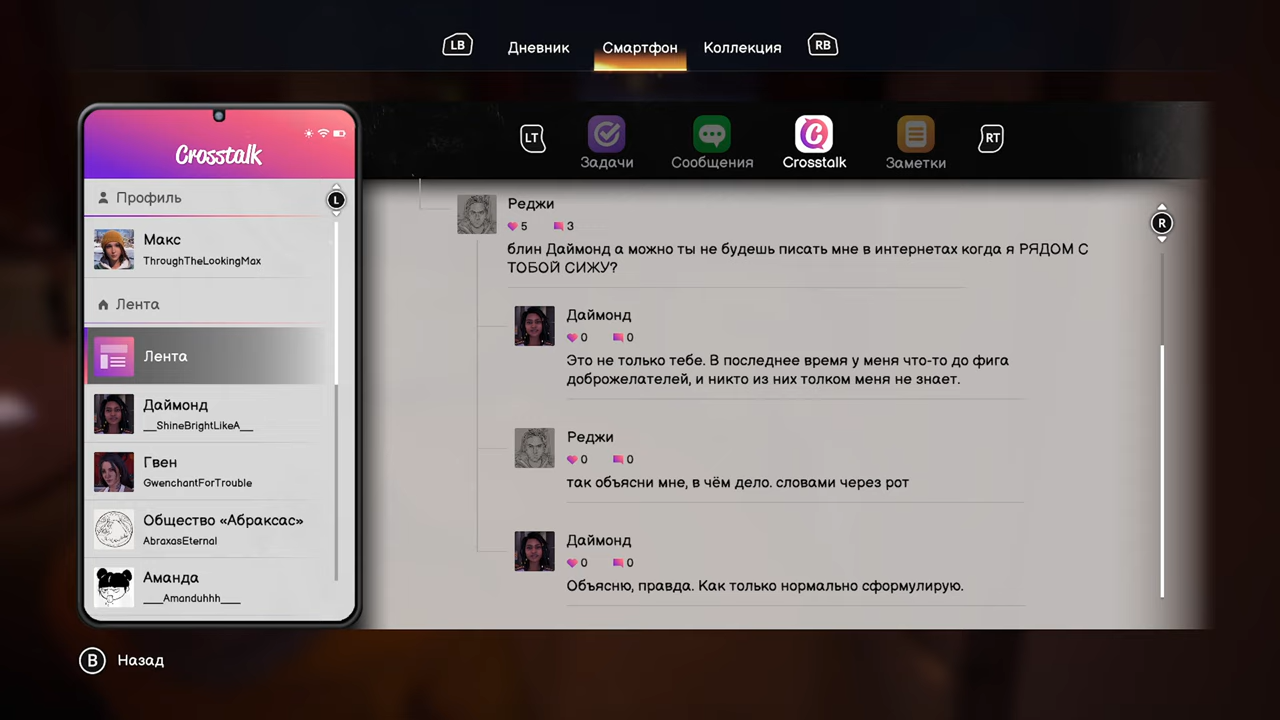 LB
Дневник
Смартфон
Коллекция
RB
Crosstalk
Профиль
L
Макс
ThroughTheLookingMax
Лента
Лента
Даймонд
__ShineBrightLikeA__
Гвен
GwenchantForTrouble
Общество «Абраксас»
AbraxasEternal
Аманда
___Amanduhhh___
LT
Задачи
Сообщения
Crosstalk
Заметки
RT
R
Реджи
5
3
блин Даймонд а можно ты не будешь писать мне в интернетах когда я РЯДОМ С
ТОБОЙ СИЖУ?
Даймонд
0
0
Это не только тебе. В последнее время у меня что-то до фига
доброжелателей, и никто из них толком меня не знает.
Реджи
0
0
так объясни мне, в чём дело. словами через рот
Даймонд
0
0
Объясню, правда. Как только нормально сформулирую.
B
Назад